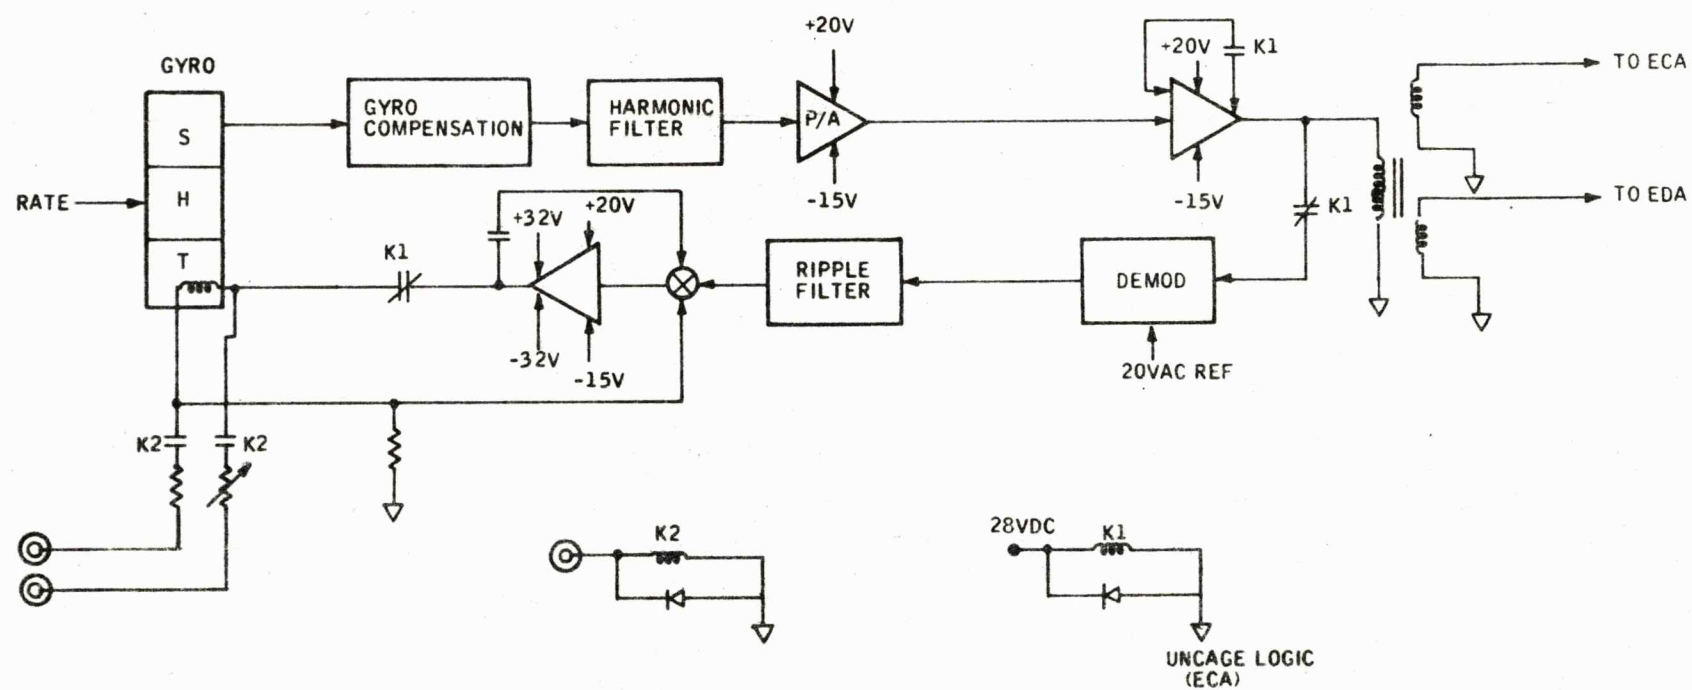 +20V
+20V
K1
TO ECA
GYRO
S
H
T
GYRO
COMPENSATION
HARMONIC
FILTER
P/A
-15V
-15V
RATE
K1
TO EDA
+32V
+20V
K1
RIPPLE
FILTER
DEMOD
-32V
-15V
20VAC REF
K2
K2
K2
28VDC
K1
UNCAGE LOGIC
(ECA)